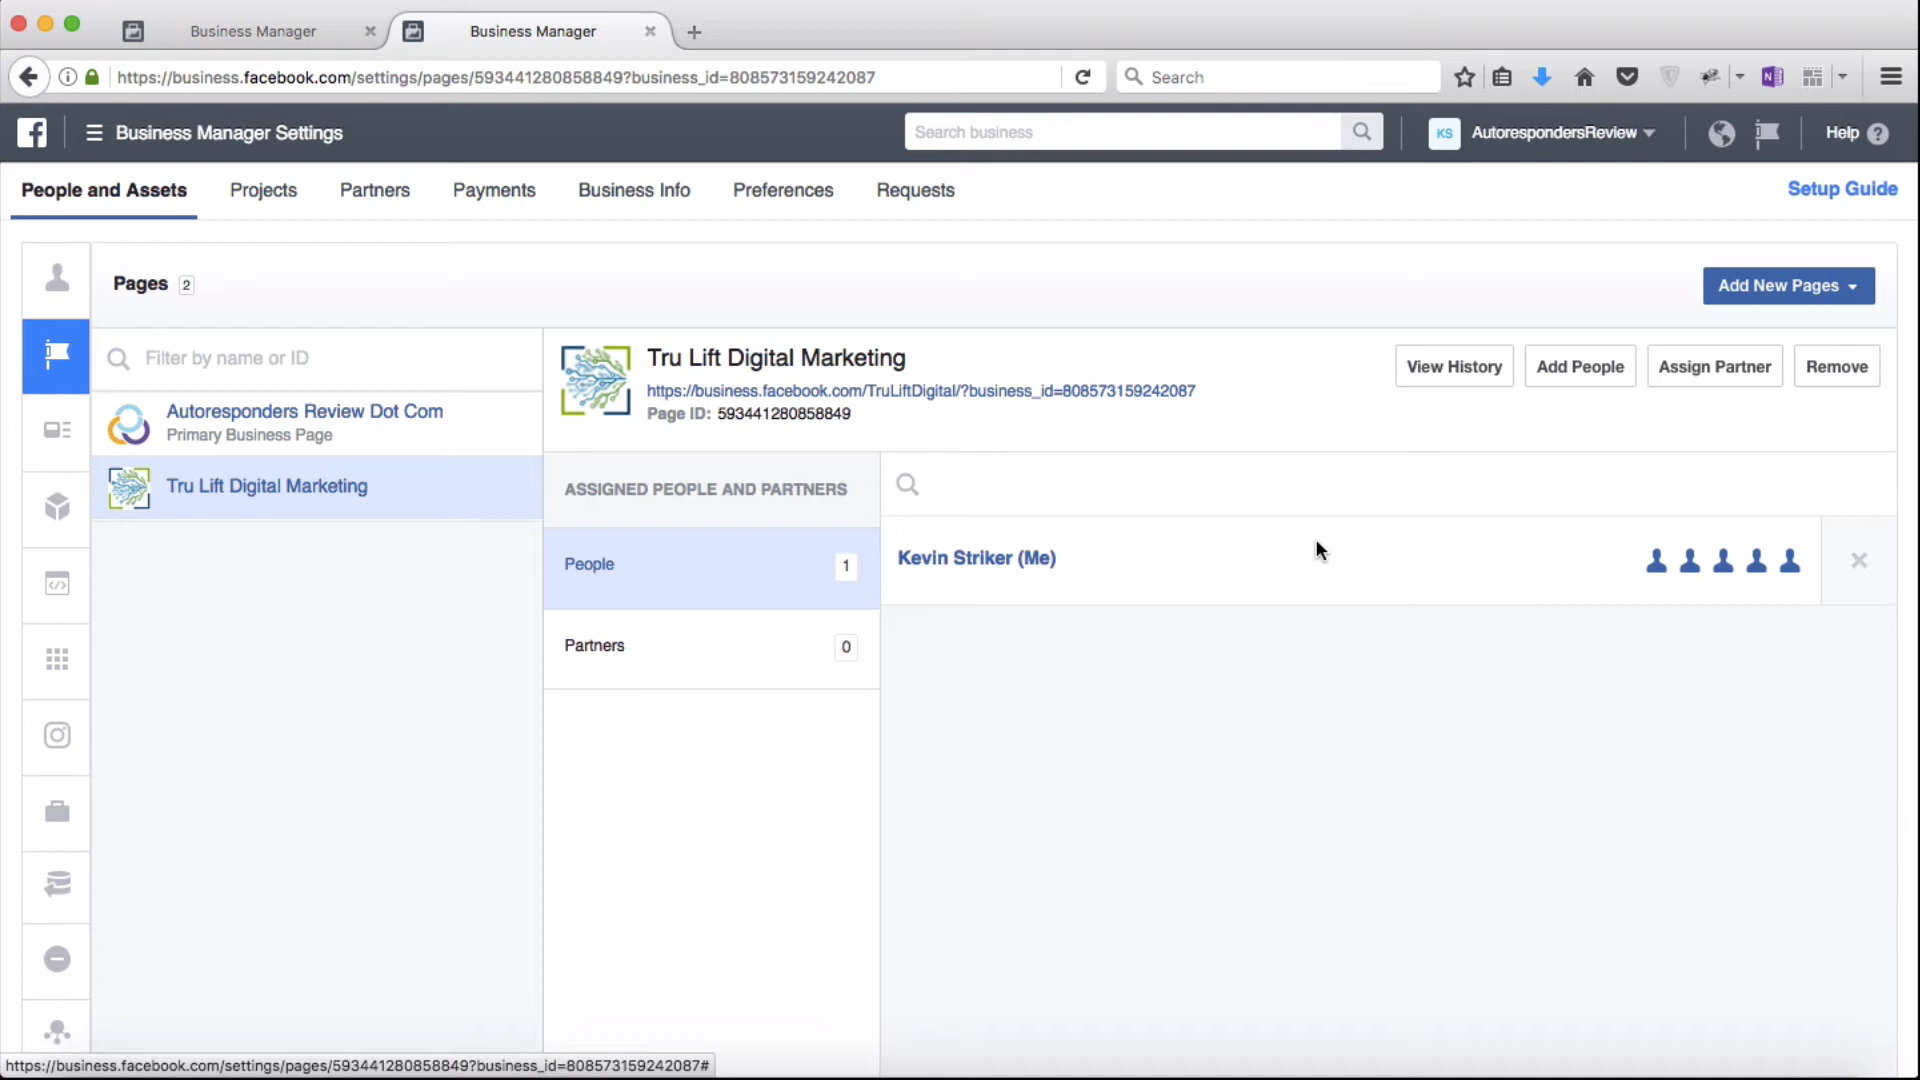 Business Manager
Business Manager
https://business.facebook.com/settings/pages/593441280858849?business_id=808573159242087
Search
Business Manager Settings
Search business
KS
AutorespondersReview
Help
People and Assets
Projects
Partners
Payments
Business Info
Preferences
Requests
Setup Guide
Pages 2
Add New Pages
Filter by name or ID
Autoresponders Review Dot Com
Primary Business Page
Tru Lift Digital Marketing
Tru Lift Digital Marketing
https://business.facebook.com/TruLiftDigital/?business_id=808573159242087
Page ID: 593441280858849
View History
Add People
Assign Partner
Remove
ASSIGNED PEOPLE AND PARTNERS
People 1
Partners 0
Kevin Striker (Me)
https://business.facebook.com/settings/pages/593441280858849?business_id=808573159242087#